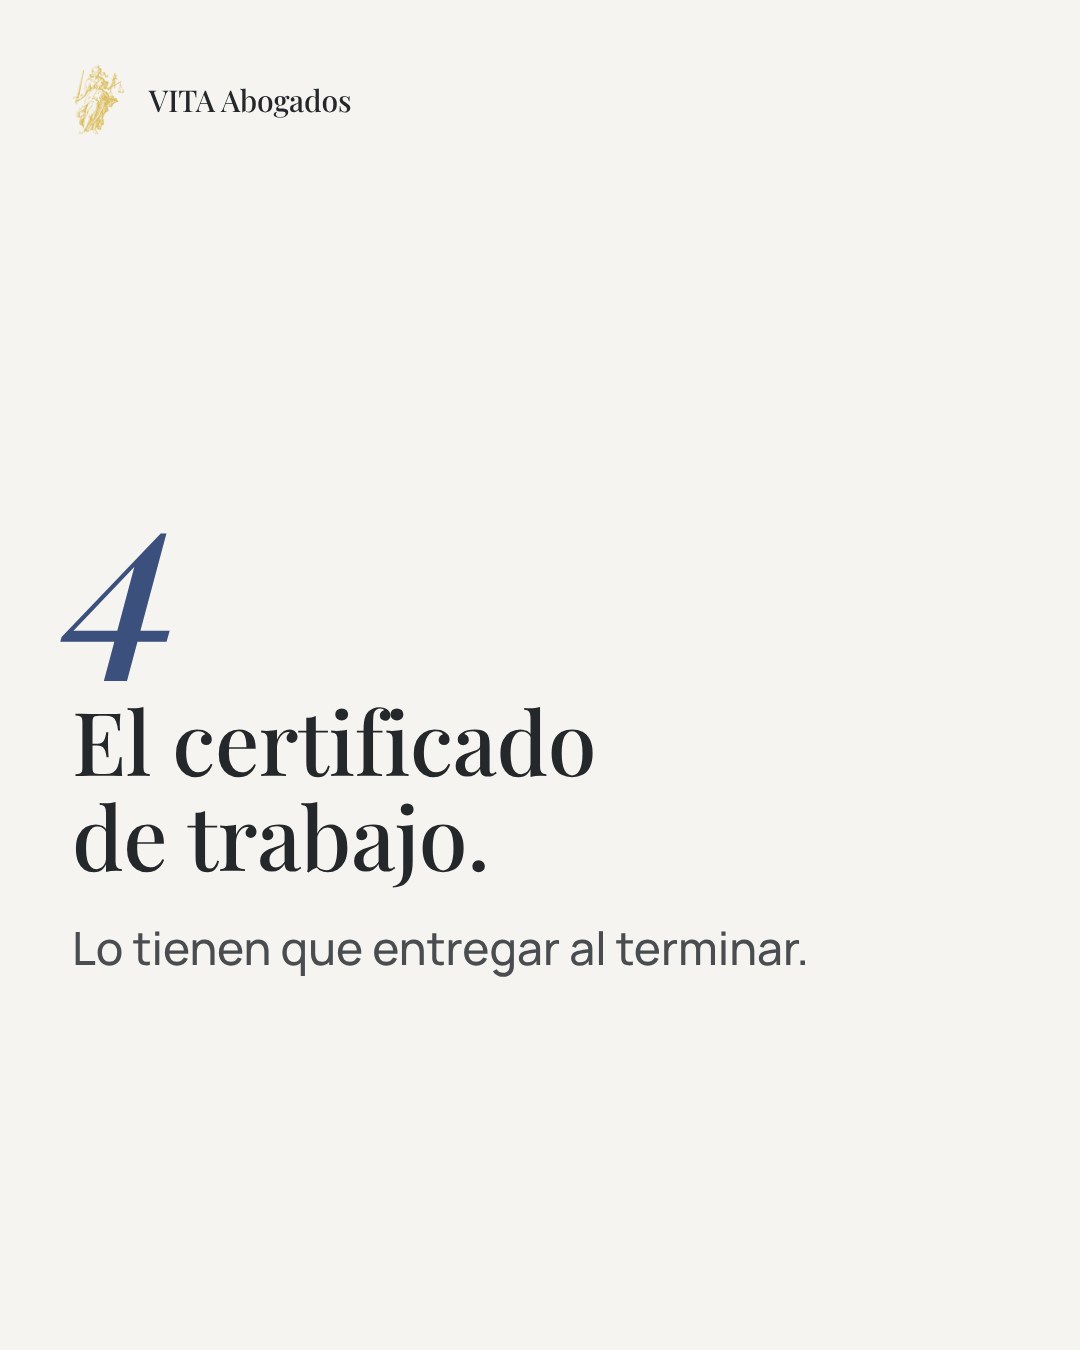 VITA Abogados
4
El certificado
de trabajo.
Lo tienen que entregar al terminar.